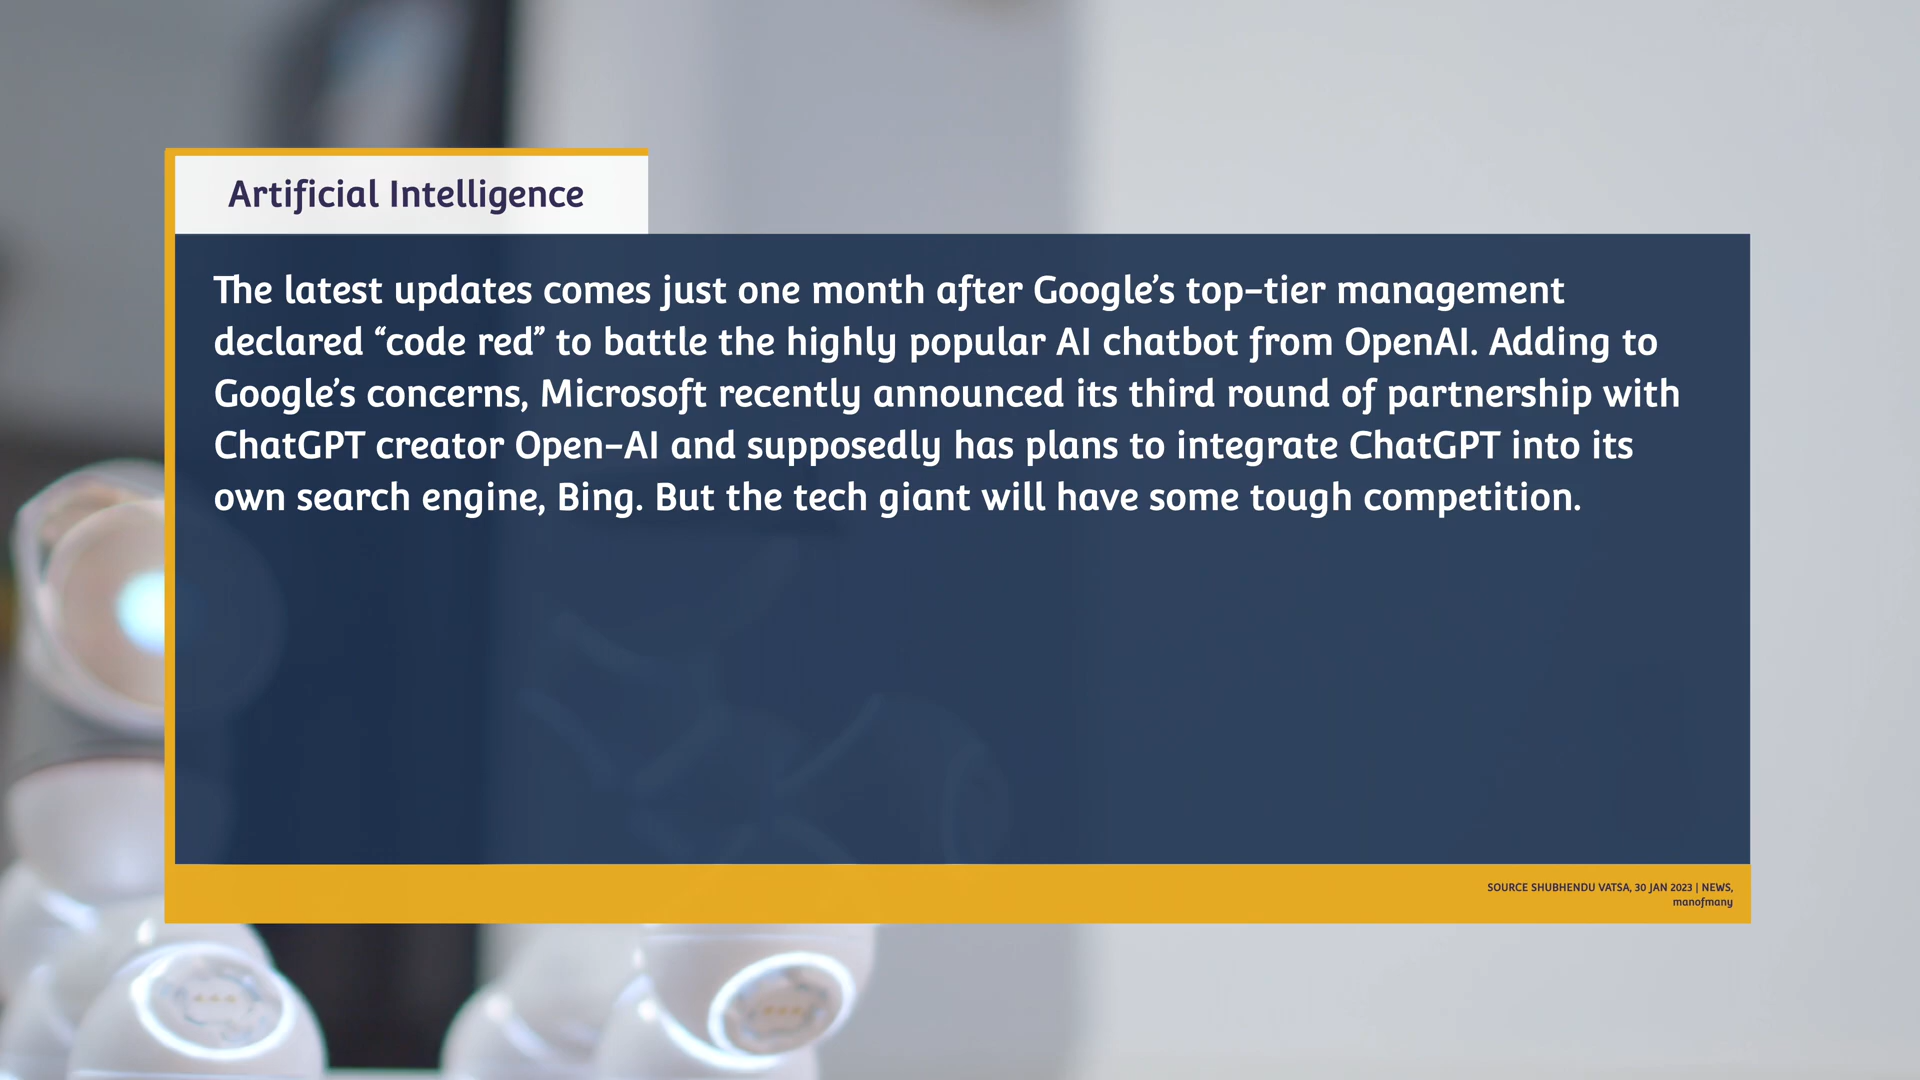 Artificial Intelligence
The latest updates comes just one month after Google’s top-tier management
declared “code red” to battle the highly popular AI chatbot from OpenAI. Adding to
Google’s concerns, Microsoft recently announced its third round of partnership with
ChatGPT creator Open-AI and supposedly has plans to integrate ChatGPT into its
own search engine, Bing. But the tech giant will have some tough competition.
SOURCE SHUBHENDU VATSA, 30 JAN 2023 | NEWS,
manofmany